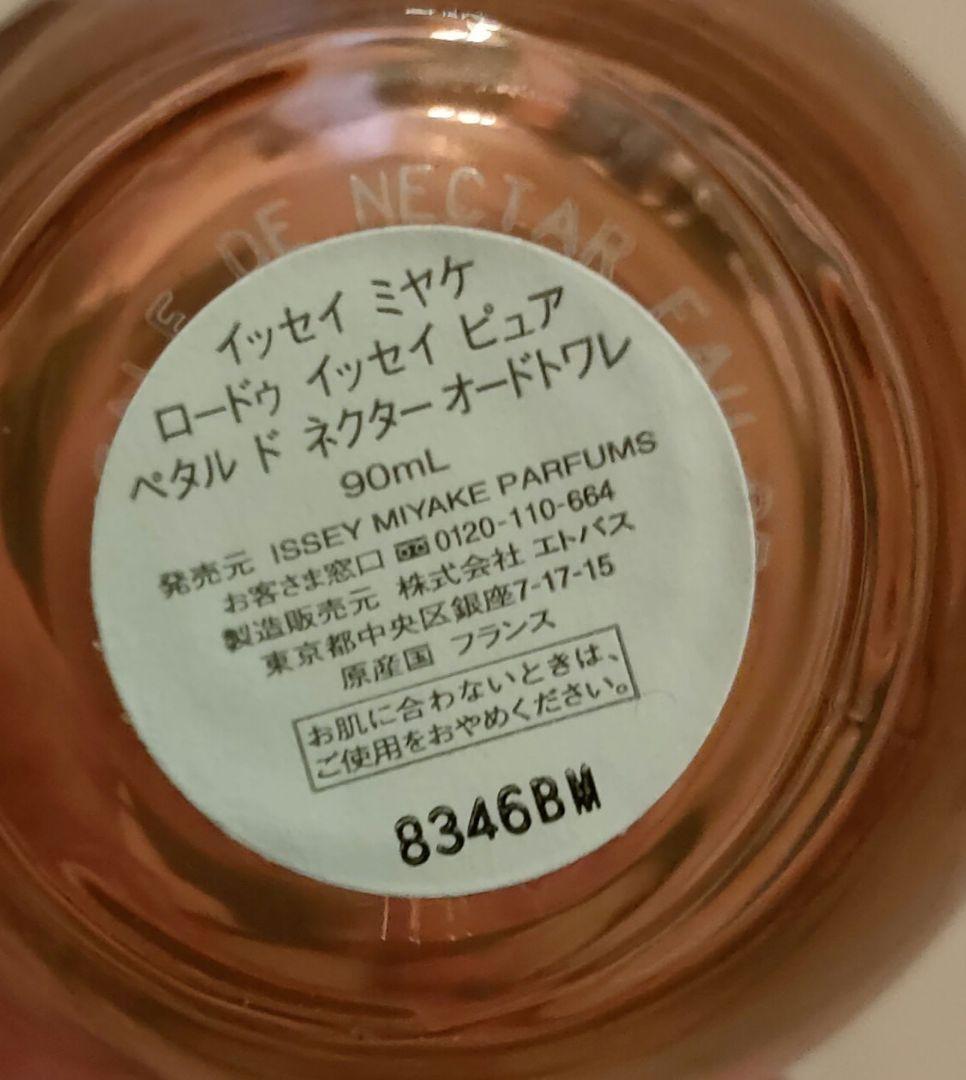 DE NECTAR EAU
イッセイ ミヤケ
ロードゥ イッセイ ピュア
ペタル ド ネクター オードトワレ
90mL
発売元 ISSEY MIYAKE PARFUMS
お客さま窓口 0120-110-664
製造販売元 株式会社 エトバス
東京都中央区銀座7-17-15
原産国 フランス
お肌に合わないときは、
ご使用をおやめください。
8346BM